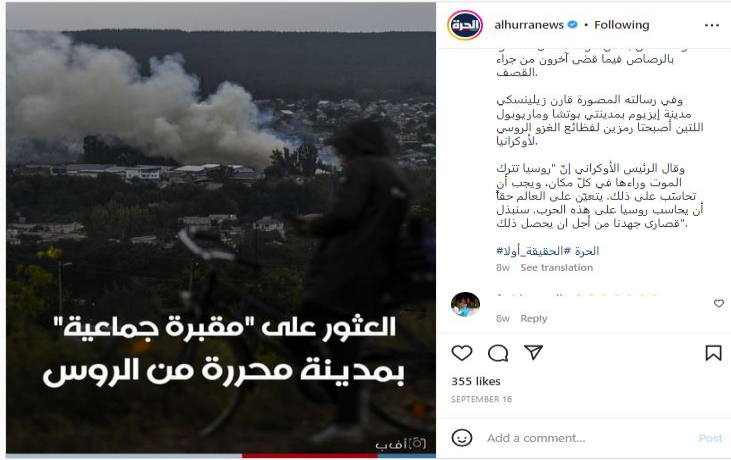 alhurranews • Following
بالرصاص فيما قضى آخرون من جراء
القصف.
وفي رسالته المصورة قارن زيلينسكي
مدينة إيزيوم بمدينتي بوتشا وماريوبول
اللتين أصبحتا رمزين لفظائع الغزو الروسي
لأوكرانيا.
وقال الرئيس الأوكراني إنّ "روسيا تترك
الموت وراءها في كلّ مكان، ويجب أن
تحاسَب على ذلك. يتعيّن على العالم حقاً
أن يحاسب روسيا على هذه الحرب. سنبذل
قصارى جهدنا من أجل ان يحصل ذلك".
#الحرة #الحقيقة_أولا
8w See translation
8w Reply
355 likes
SEPTEMBER 16
Add a comment... Post
الحرة
العثور على "مقبرة جماعية"
بمدينة محررة من الروس
أ ف ب